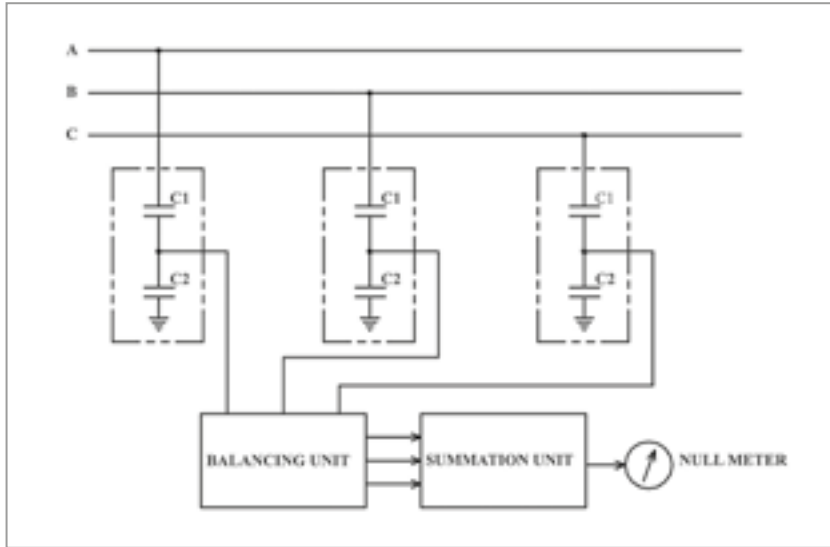 A
B
C
C1
C1
C1
C2
C2
C2
BALANCING UNIT
SUMMATION UNIT
NULL METER